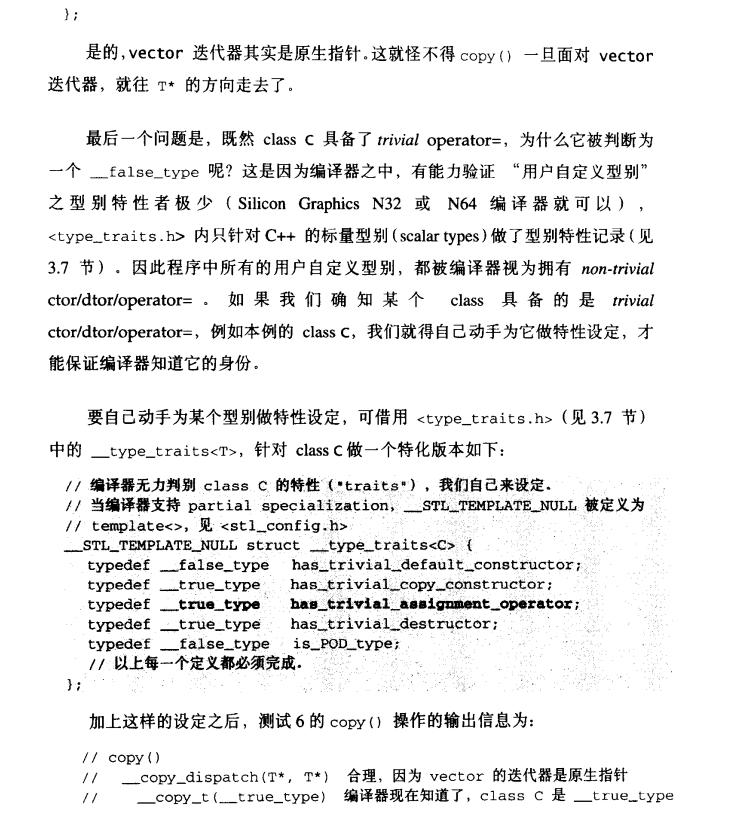 };
是的,vector 迭代器其实是原生指针。这就怪不得 copy() 一旦面对 vector
迭代器，就往 T* 的方向走去了。
最后一个问题是，既然 class C 具备了 trivial operator=，为什么它被判断为
一个 __false_type 呢？这是因为编译器之中，有能力验证 “用户自定义型别”
之型别特性者极少（Silicon Graphics N32 或 N64 编译器就可以），
<type_traits.h> 内只针对 C++ 的标量型别(scalar types)做了型别特性记录(见
3.7 节）。因此程序中所有的用户自定义型别，都被编译器视为拥有 non-trivial
ctor/dtor/operator= 。如果我们确知某个 class 具备的是 trivial
ctor/dtor/operator=，例如本例的 class C，我们就得自己动手为它做特性设定，才
能保证编译器知道它的身份。
要自己动手为某个型别做特性设定，可借用 <type_traits.h>（见 3.7 节）
中的 __type_traits<T>，针对 class C 做一个特化版本如下：
// 编译器无力判别 class C 的特性（"traits"），我们自己来设定.
// 当编译器支持 partial specialization, __STL_TEMPLATE_NULL 被定义为
// template<>, 见 <stl_config.h>
__STL_TEMPLATE_NULL struct __type_traits<C> {
typedef __false_type has_trivial_default_constructor;
typedef __true_type has_trivial_copy_constructor;
typedef __true_type has_trivial_assignment_operator;
typedef __true_type has_trivial_destructor;
typedef __false_type is_POD_type;
// 以上每一个定义都必须完成.
};
加上这样的设定之后，测试 6 的 copy() 操作的输出信息为：
// copy()
// __copy_dispatch(T*, T*) 合理，因为 vector 的迭代器是原生指针
// __copy_t(__true_type) 编译器现在知道了，class C 是 __true_type